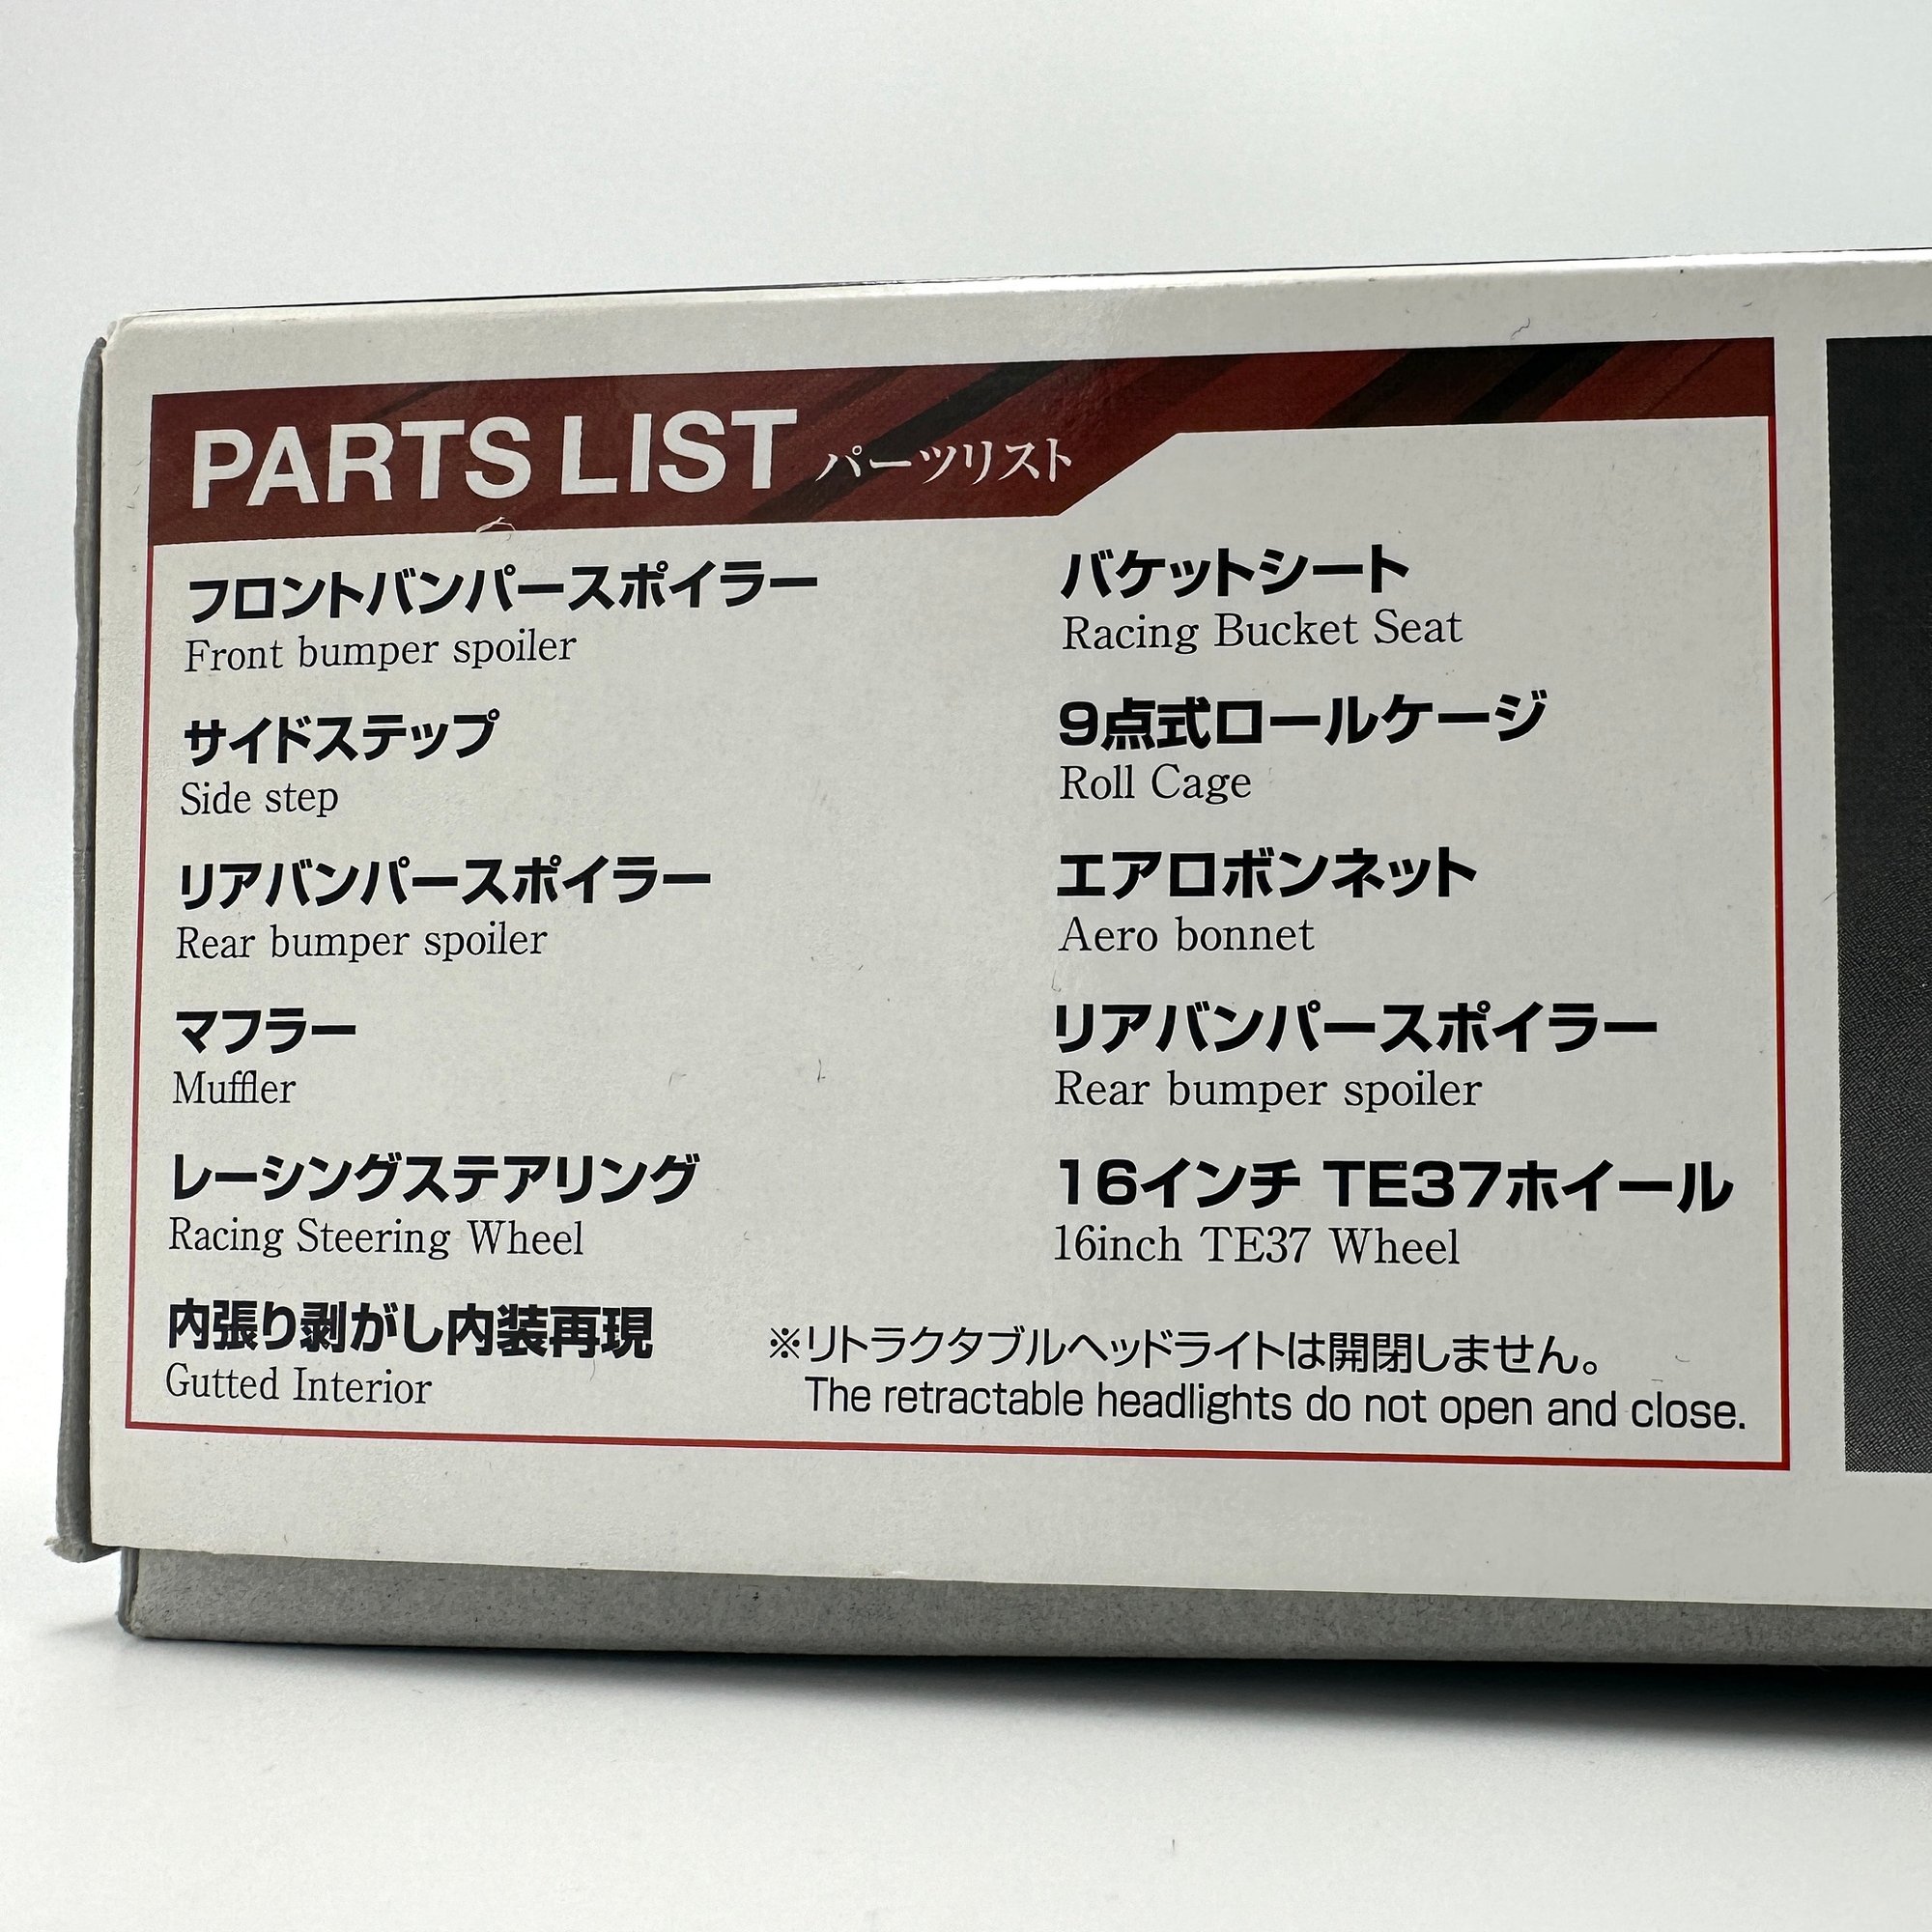 PARTS LIST パーツリスト
フロントバンパースポイラー
Front bumper spoiler
サイドステップ
Side step
リアバンパースポイラー
Rear bumper spoiler
マフラー
Muffler
レーシングステアリング
Racing Steering Wheel
内張り剥がし内装再現
Gutted Interior
バケットシート
Racing Bucket Seat
9点式ロールケージ
Roll Cage
エアロボンネット
Aero bonnet
リアバンパースポイラー
Rear bumper spoiler
16インチ TE37ホイール
16inch TE37 Wheel
※リトラクタブルヘッドライトは開閉しません。
The retractable headlights do not open and close.